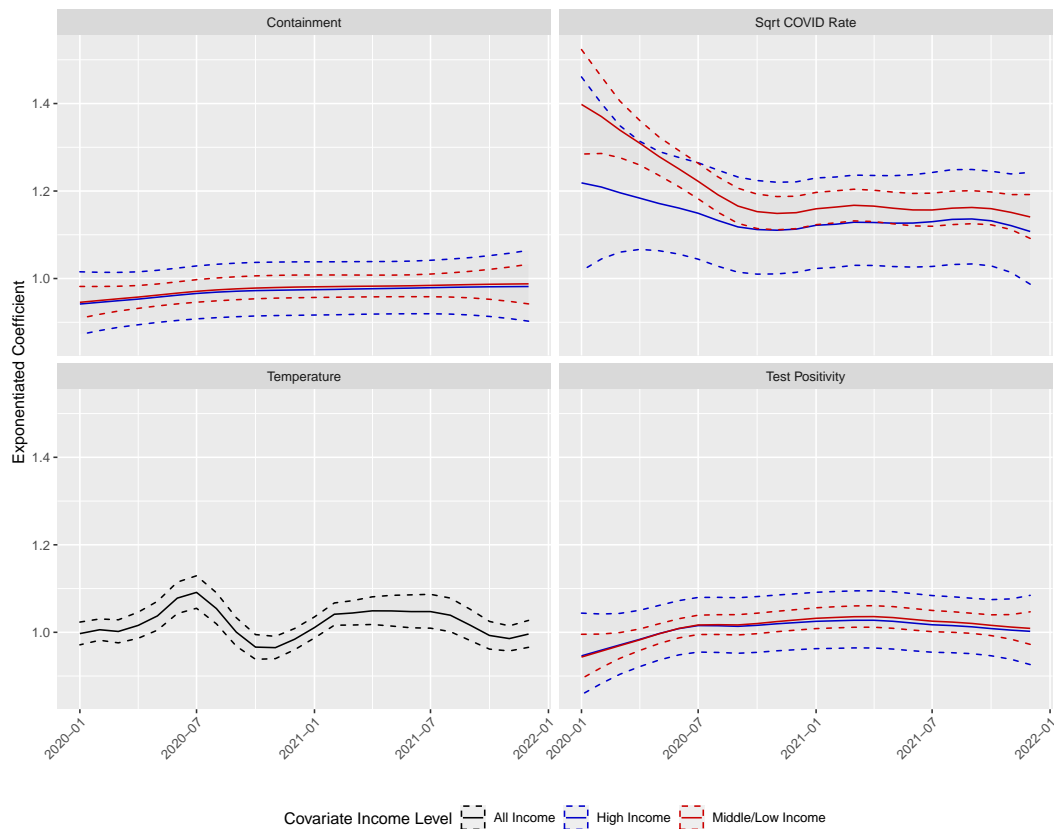 Containment
Sqrt COVID Rate
1.4
1.2
1.0
Temperature
Test Positivity
1.4
1.2
1.0
Exponentiated Coefficient
2020−01
2020−07
2021−01
2021−07
2022−01
2020−01
2020−07
2021−01
2021−07
2022−01
Covariate Income Level All Income High Income Middle/Low Income